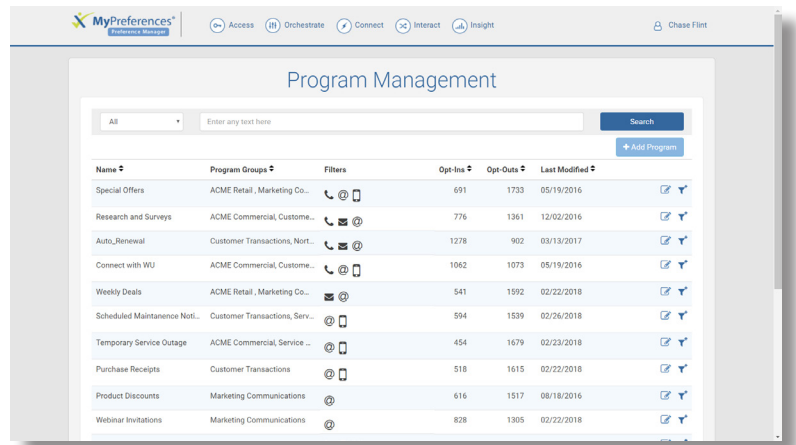 MyPreferences®
Preference Manager
Access Orchestrate Connect Interact Insight
Chase Flint
Program Management
All Enter any text here Search
+ Add Program
Name Program Groups Filters Opt-Ins Opt-Outs Last Modified
Special Offers ACME Retail , Marketing Co... 691 1733 05/19/2016
Research and Surveys ACME Commercial, Custome... 776 1361 12/02/2016
Auto_Renewal Customer Transactions, Nort... 1278 902 03/13/2017
Connect with WU ACME Commercial, Custome... 1062 1073 05/19/2016
Weekly Deals ACME Retail , Marketing Co... 541 1592 02/22/2018
Scheduled Maintanence Noti... Customer Transactions, Serv... 594 1539 02/26/2018
Temporary Service Outage ACME Commercial, Service ... 454 1679 02/23/2018
Purchase Receipts Customer Transactions 518 1615 02/22/2018
Product Discounts Marketing Communications 616 1517 08/18/2016
Webinar Invitations Marketing Communications 828 1305 02/22/2018